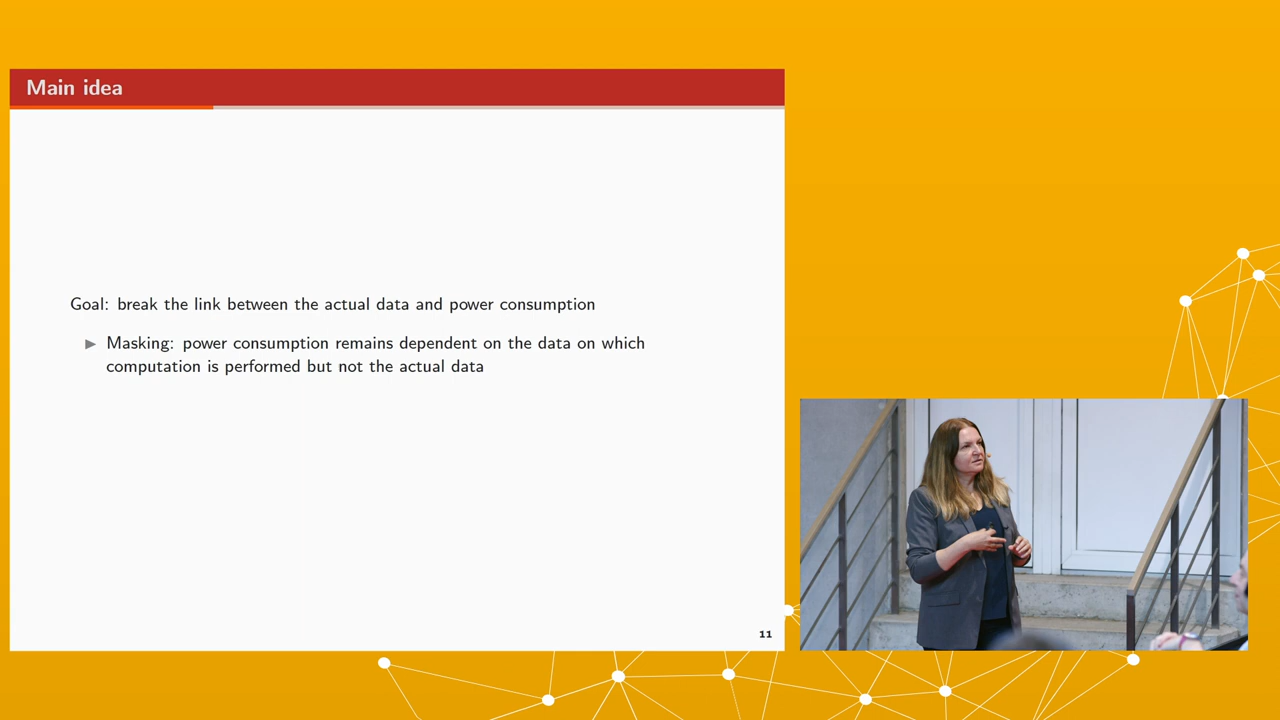 Main idea
Goal: break the link between the actual data and power consumption
▶ Masking: power consumption remains dependent on the data on which
computation is performed but not the actual data
11